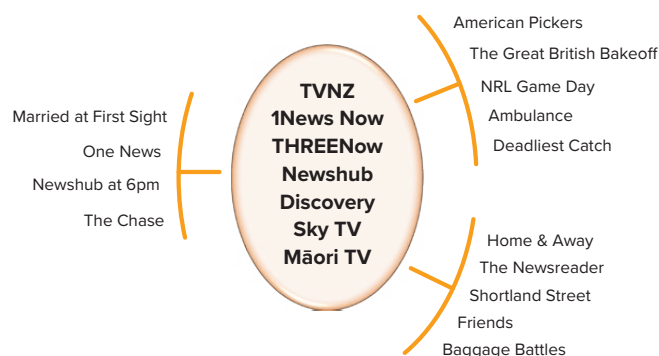 Married at First Sight
One News
Newshub at 6pm
The Chase
TVNZ
1News Now
THREENow
Newshub
Discovery
Sky TV
Māori TV
American Pickers
The Great British Bakeoff
NRL Game Day
Ambulance
Deadliest Catch
Home & Away
The Newsreader
Shortland Street
Friends
Baggage Battles